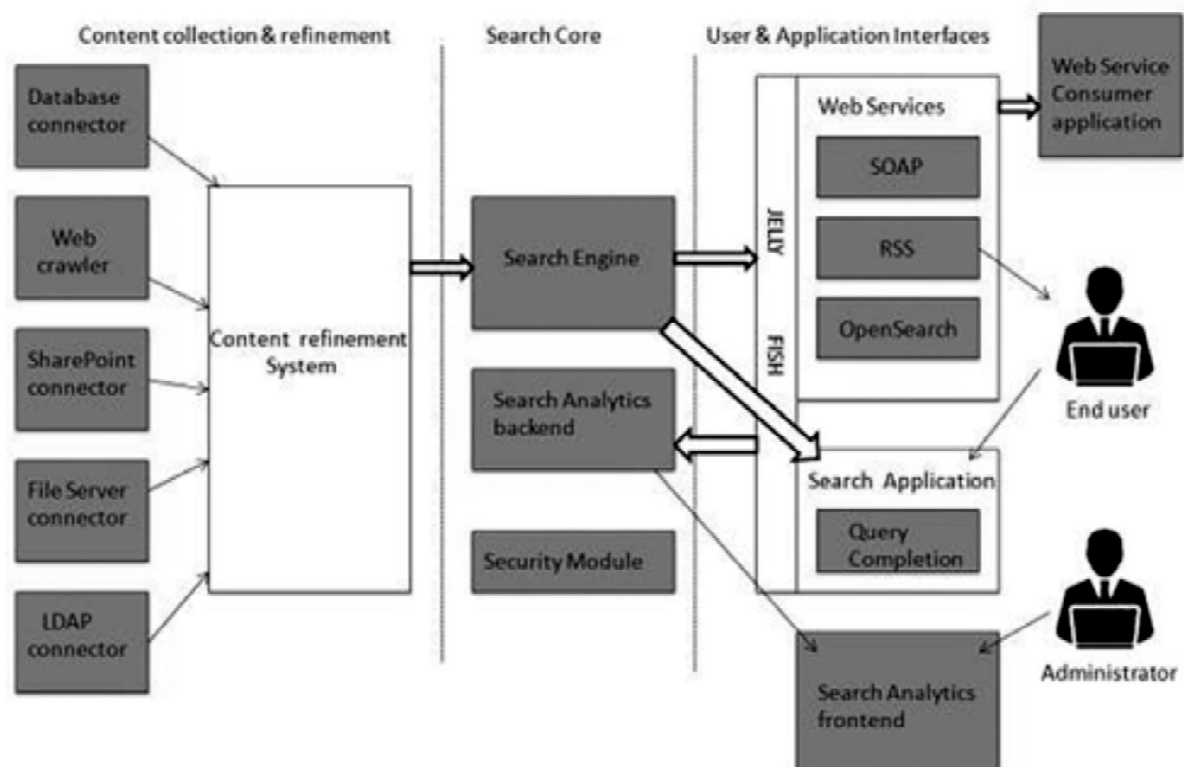 Content collection & refinement
Search Core
User & Application Interfaces
Database
connector
Web
crawler
SharePoint
connector
File Server
connector
LDAP
connector
Content refinement
System
Search Engine
Search Analytics
backend
Security Module
JELLY
FISH
Web Services
SOAP
RSS
OpenSearch
Search Application
Query
Completion
Search Analytics
frontend
Web Service
Consumer
application
End user
Administrator